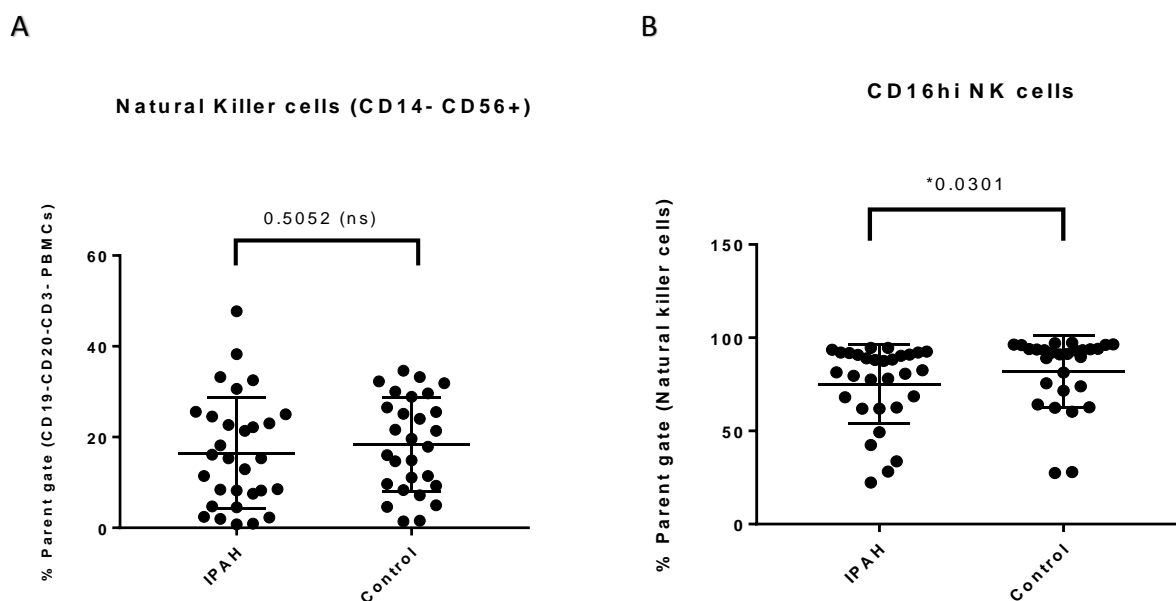 A
Natural Killer cells (CD14- CD56+)
% Parent gate (CD19-CD20-CD3- PBMCs)
0.5052 (ns)
60
40
20
0
IPAH
Control
B
CD16hi NK cells
% Parent gate (Natural killer cells)
*0.0301
150
100
50
0
IPAH
Control